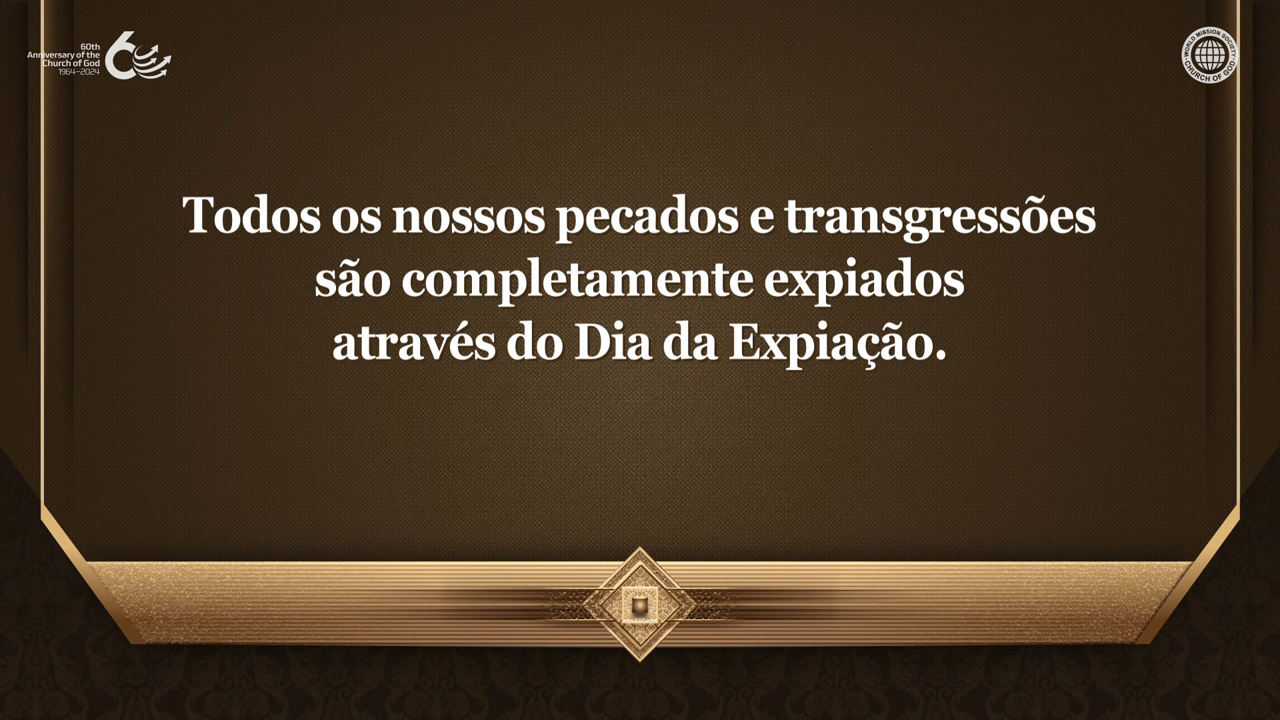 60th
Anniversary of the
Church of God
1964–2024
WORLD MISSION SOCIETY
CHURCH OF GOD
Todos os nossos pecados e transgressões
são completamente expiados
através do Dia da Expiação.